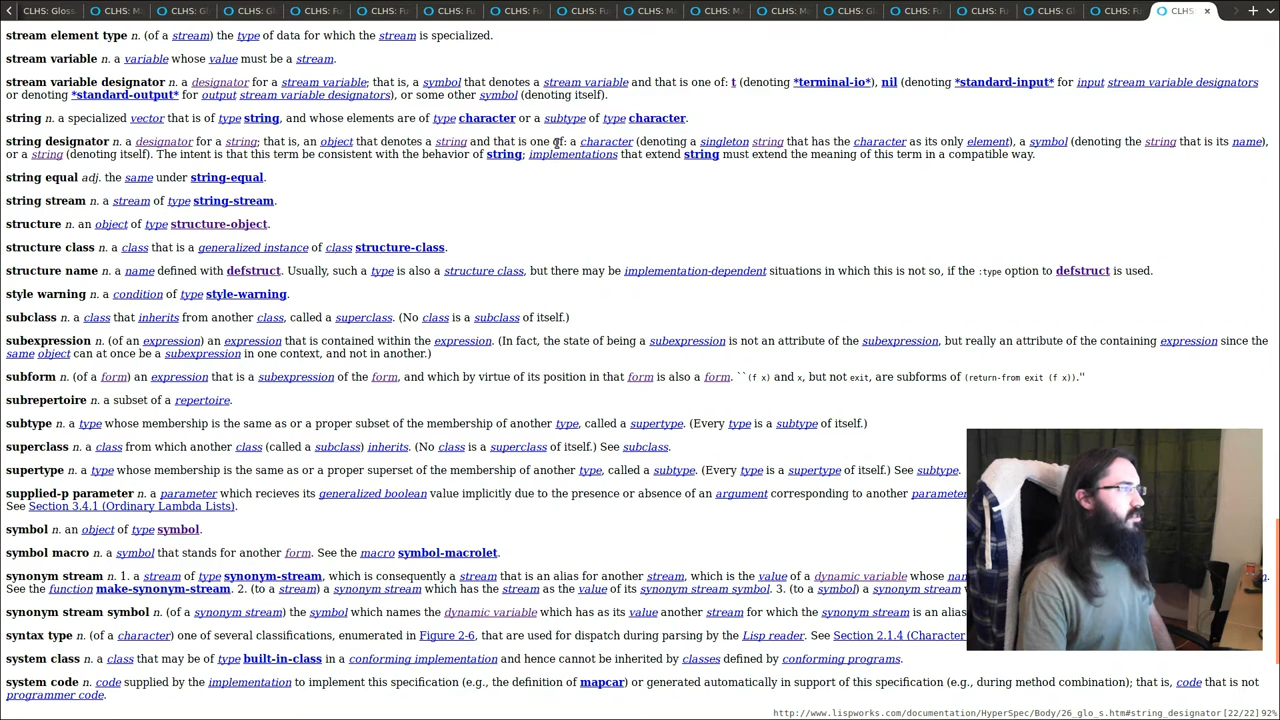 CLHS: Gloss CLHS: Fu CLHS: Gl CLHS: Gl CLHS: Fu CLHS: Fu CLHS: Ma CLHS: Fu CLHS: Fu CLHS: Ma CLHS: Ma CLHS: Ma CLHS: Gl CLHS: Fu CLHS: Fu CLHS: Gl CLHS: Fu CLHS
stream element type n. (of a stream) the type of data for which the stream is specialized.
stream variable n. a variable whose value must be a stream.
stream variable designator n. a designator for a stream variable; that is, a symbol that denotes a stream variable and that is one of: t (denoting *terminal-io*), nil (denoting *standard-input* for input stream variable designators
or denoting *standard-output* for output stream variable designators), or some other symbol (denoting itself).
string n. a specialized vector that is of type string, and whose elements are of type character or a subtype of type character.
string designator n. a designator for a string; that is, an object that denotes a string and that is one of: a character (denoting a singleton string that has the character as its only element), a symbol (denoting the string that is its name),
or a string (denoting itself). The intent is that this term be consistent with the behavior of string; implementations that extend string must extend the meaning of this term in a compatible way.
string equal adj. the same under string-equal.
string stream n. a stream of type string-stream.
structure n. an object of type structure-object.
structure class n. a class that is a generalized instance of class structure-class.
structure name n. a name defined with defstruct. Usually, such a type is also a structure class, but there may be implementation-dependent situations in which this is not so, if the :type option to defstruct is used.
style warning n. a condition of type style-warning.
subclass n. a class that inherits from another class, called a superclass. (No class is a subclass of itself.)
subexpression n. (of an expression) an expression that is contained within the expression. (In fact, the state of being a subexpression is not an attribute of the subexpression, but really an attribute of the containing expression since the
same object can at once be a subexpression in one context, and not in another.)
subform n. (of a form) an expression that is a subexpression of the form, and which by virtue of its position in that form is also a form. ``(f x) and x, but not exit, are subforms of (return-from exit (f x)).''
subrepertoire n. a subset of a repertoire.
subtype n. a type whose membership is the same as or a proper subset of the membership of another type, called a supertype. (Every type is a subtype of itself.)
superclass n. a class from which another class (called a subclass) inherits. (No class is a superclass of itself.) See subclass.
supertype n. a type whose membership is the same as or a proper superset of the membership of another type, called a subtype. (Every type is a supertype of itself.) See subtype.
supplied-p parameter n. a parameter which recieves its generalized boolean value implicitly due to the presence or absence of an argument corresponding to another parameter
See Section 3.4.1 (Ordinary Lambda Lists).
symbol n. an object of type symbol.
symbol macro n. a symbol that stands for another form. See the macro symbol-macrolet.
synonym stream n. 1. a stream of type synonym-stream, which is consequently a stream that is an alias for another stream, which is the value of a dynamic variable whose
See the function make-synonym-stream. 2. (to a stream) a synonym stream which has the stream as the value of its synonym stream symbol. 3. (to a symbol) a synonym stream
synonym stream symbol n. (of a synonym stream) the symbol which names the dynamic variable which has as its value another stream for which the synonym stream is an alias
syntax type n. (of a character) one of several classifications, enumerated in Figure 2-6, that are used for dispatch during parsing by the Lisp reader. See Section 2.1.4 (Character
system class n. a class that may be of type built-in-class in a conforming implementation and hence cannot be inherited by classes defined by conforming programs.
system code n. code supplied by the implementation to implement this specification (e.g., the definition of mapcar) or generated automatically in support of this specification (e.g., during method combination); that is, code that is not
programmer code.
http://www.lispworks.com/documentation/HyperSpec/Body/26_glo_s.htm#string_designator [22/22] 92%